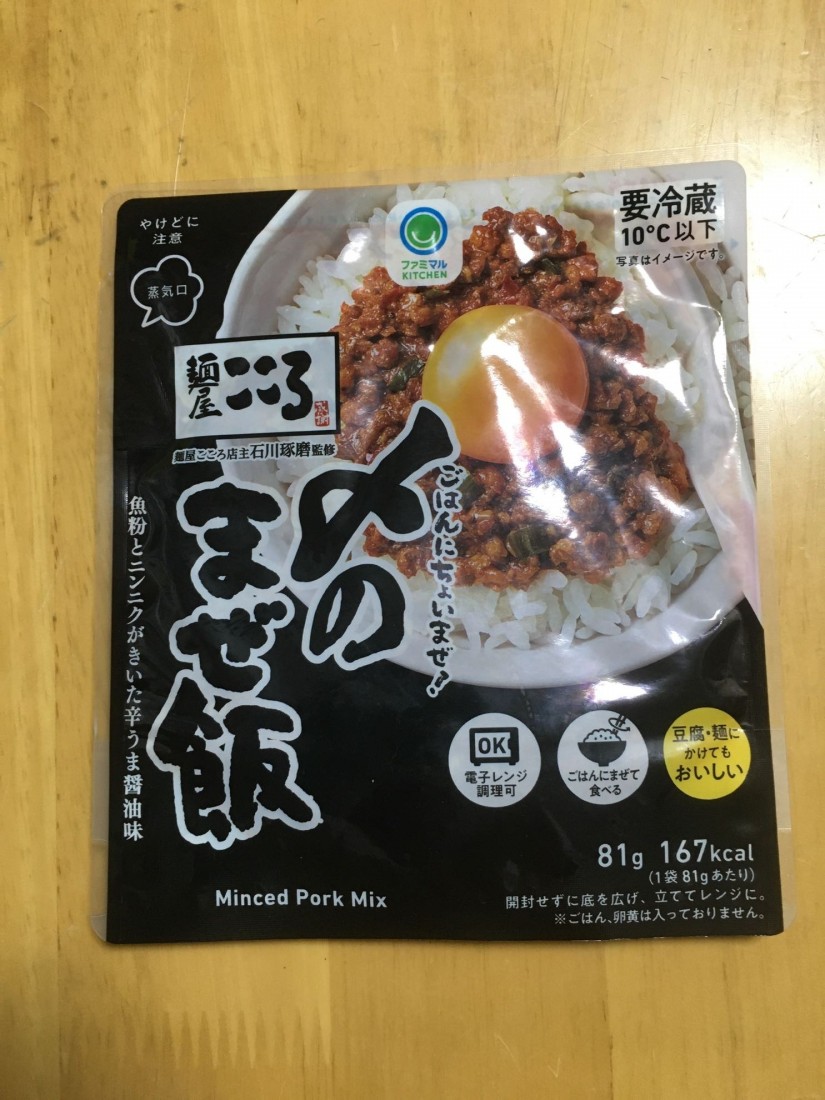 やけどに
注意
蒸気口
ファミマル
KITCHEN
要冷蔵
10°C以下
写真はイメージです。
麺屋こころ
麺屋こころ店主石川琢磨監修
〆の
まぜ飯
ごはんにちょいまぜ!
魚粉とニンニクがきいた辛うま醤油味
OK
電子レンジ
調理可
ごはんにまぜて
食べる
豆腐・麺に
かけても
おいしい
81g 167kcal
(1袋81gあたり)
Minced Pork Mix
開封せずに底を広げ、立ててレンジに。
※ごはん、卵黄は入っておりません。